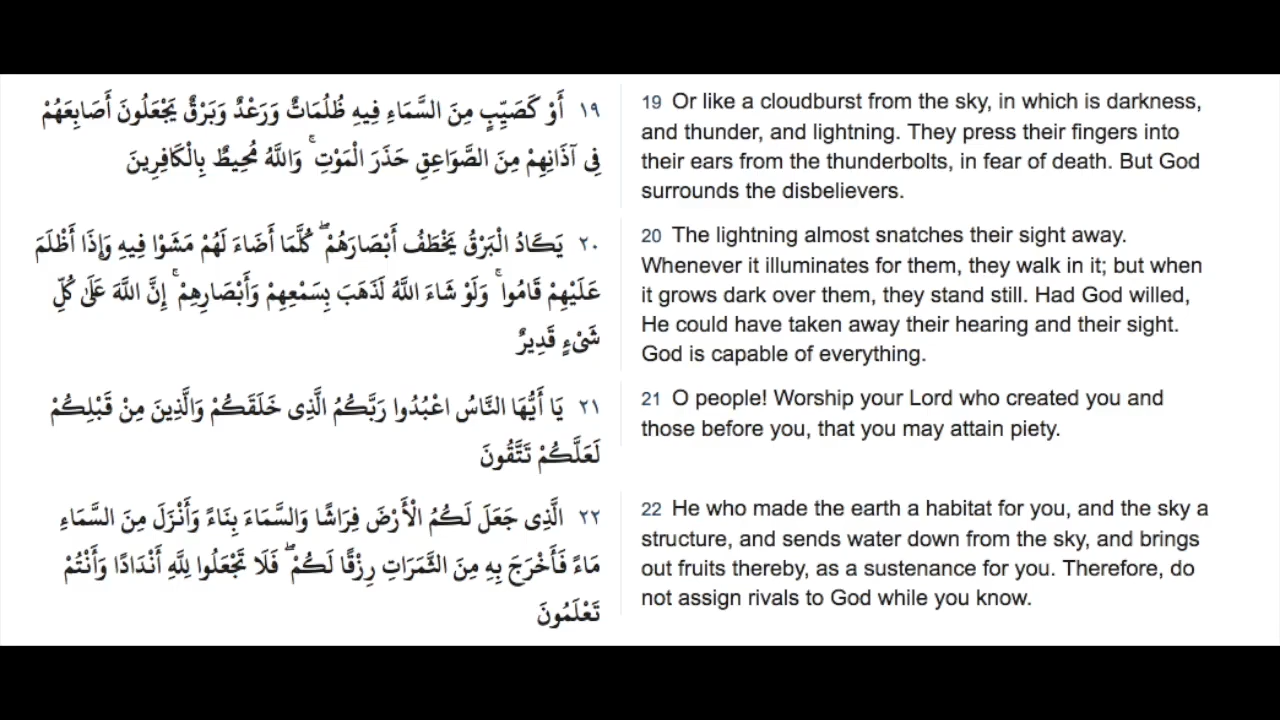 ١٩ أَوْ كَصَيِّبٍ مِنَ السَّمَاءِ فِيهِ ظُلُمَاتٌ وَرَعْدٌ وَبَرْقٌ يَجْعَلُونَ أَصَابِعَهُمْ
فِى آذَانِهِمْ مِنَ الصَّوَاعِقِ حَذَرَ الْمَوْتِ ۚ وَاللَّهُ مُحِيطٌ بِالْكَافِرِينَ
19 Or like a cloudburst from the sky, in which is darkness,
and thunder, and lightning. They press their fingers into
their ears from the thunderbolts, in fear of death. But God
surrounds the disbelievers.
٢٠ يَكَادُ الْبَرْقُ يَخْطَفُ أَبْصَارَهُمْ ۖ كُلَّمَا أَضَاءَ لَهُمْ مَشَوْا فِيهِ وَإِذَا أَظْلَمَ
عَلَيْهِمْ قَامُوا ۚ وَلَوْ شَاءَ اللَّهُ لَذَهَبَ بِسَمْعِهِمْ وَأَبْصَارِهِمْ ۚ إِنَّ اللَّهَ عَلَىٰ كُلِّ
شَىْءٍ قَدِيرٌ
20 The lightning almost snatches their sight away.
Whenever it illuminates for them, they walk in it; but when
it grows dark over them, they stand still. Had God willed,
He could have taken away their hearing and their sight.
God is capable of everything.
٢١ يَا أَيُّهَا النَّاسُ اعْبُدُوا رَبَّكُمُ الَّذِى خَلَقَكُمْ وَالَّذِينَ مِنْ قَبْلِكُمْ
لَعَلَّكُمْ تَتَّقُونَ
21 O people! Worship your Lord who created you and
those before you, that you may attain piety.
٢٢ الَّذِى جَعَلَ لَكُمُ الْأَرْضَ فِرَاشًا وَالسَّمَاءَ بِنَاءً وَأَنْزَلَ مِنَ السَّمَاءِ
مَاءً فَأَخْرَجَ بِهِ مِنَ الثَّمَرَاتِ رِزْقًا لَكُمْ ۖ فَلَا تَجْعَلُوا لِلَّهِ أَنْدَادًا وَأَنْتُمْ
تَعْلَمُونَ
22 He who made the earth a habitat for you, and the sky a
structure, and sends water down from the sky, and brings
out fruits thereby, as a sustenance for you. Therefore, do
not assign rivals to God while you know.